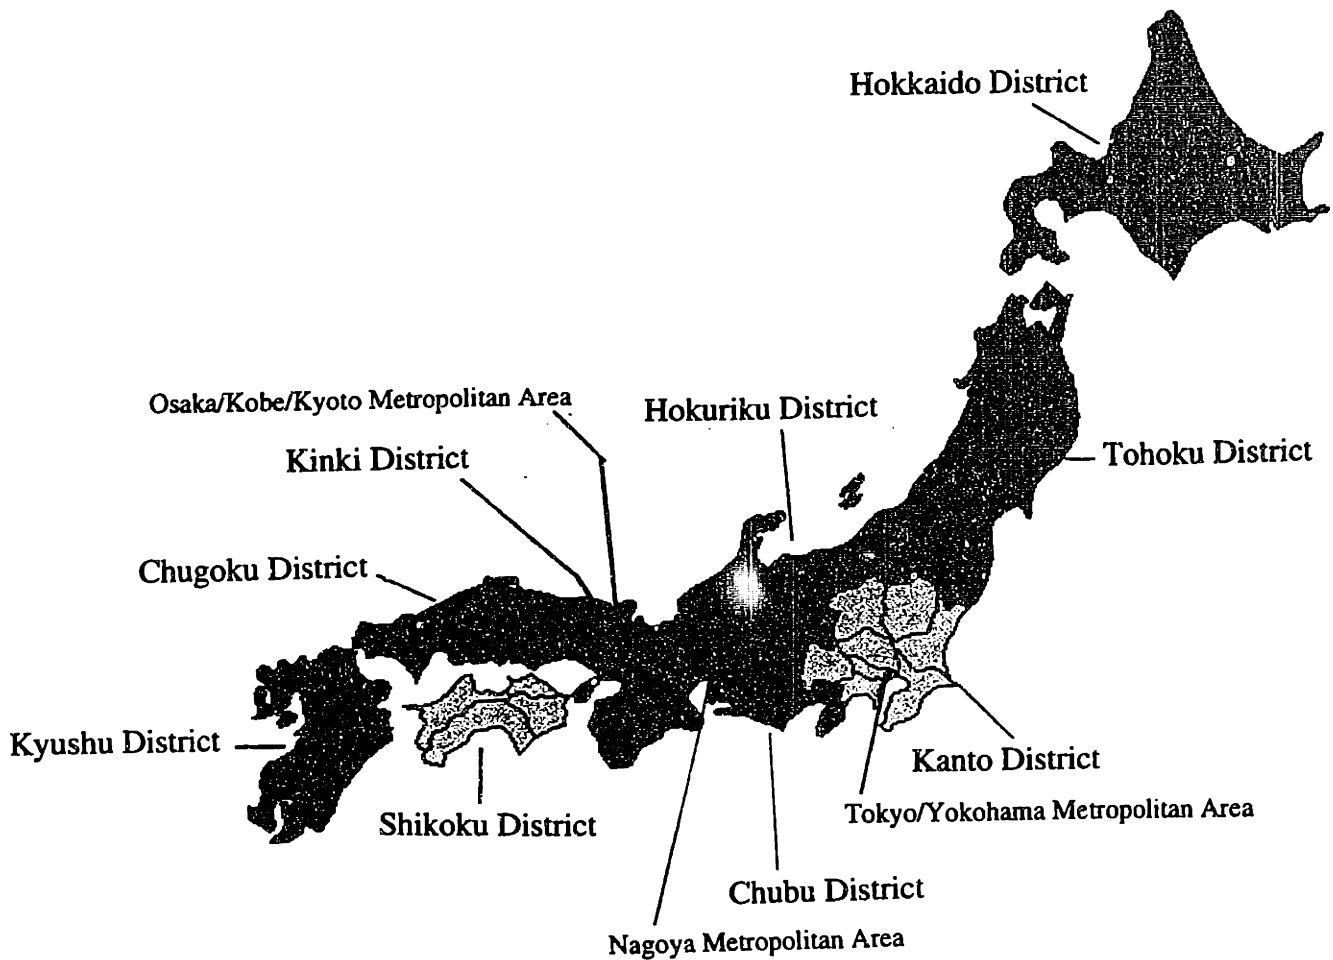 Hokkaido District
Osaka/Kobe/Kyoto Metropolitan Area
Hokuriku District
Kinki District
Tohoku District
Chugoku District
Kyushu District
Kanto District
Tokyo/Yokohama Metropolitan Area
Shikoku District
Chubu District
Nagoya Metropolitan Area